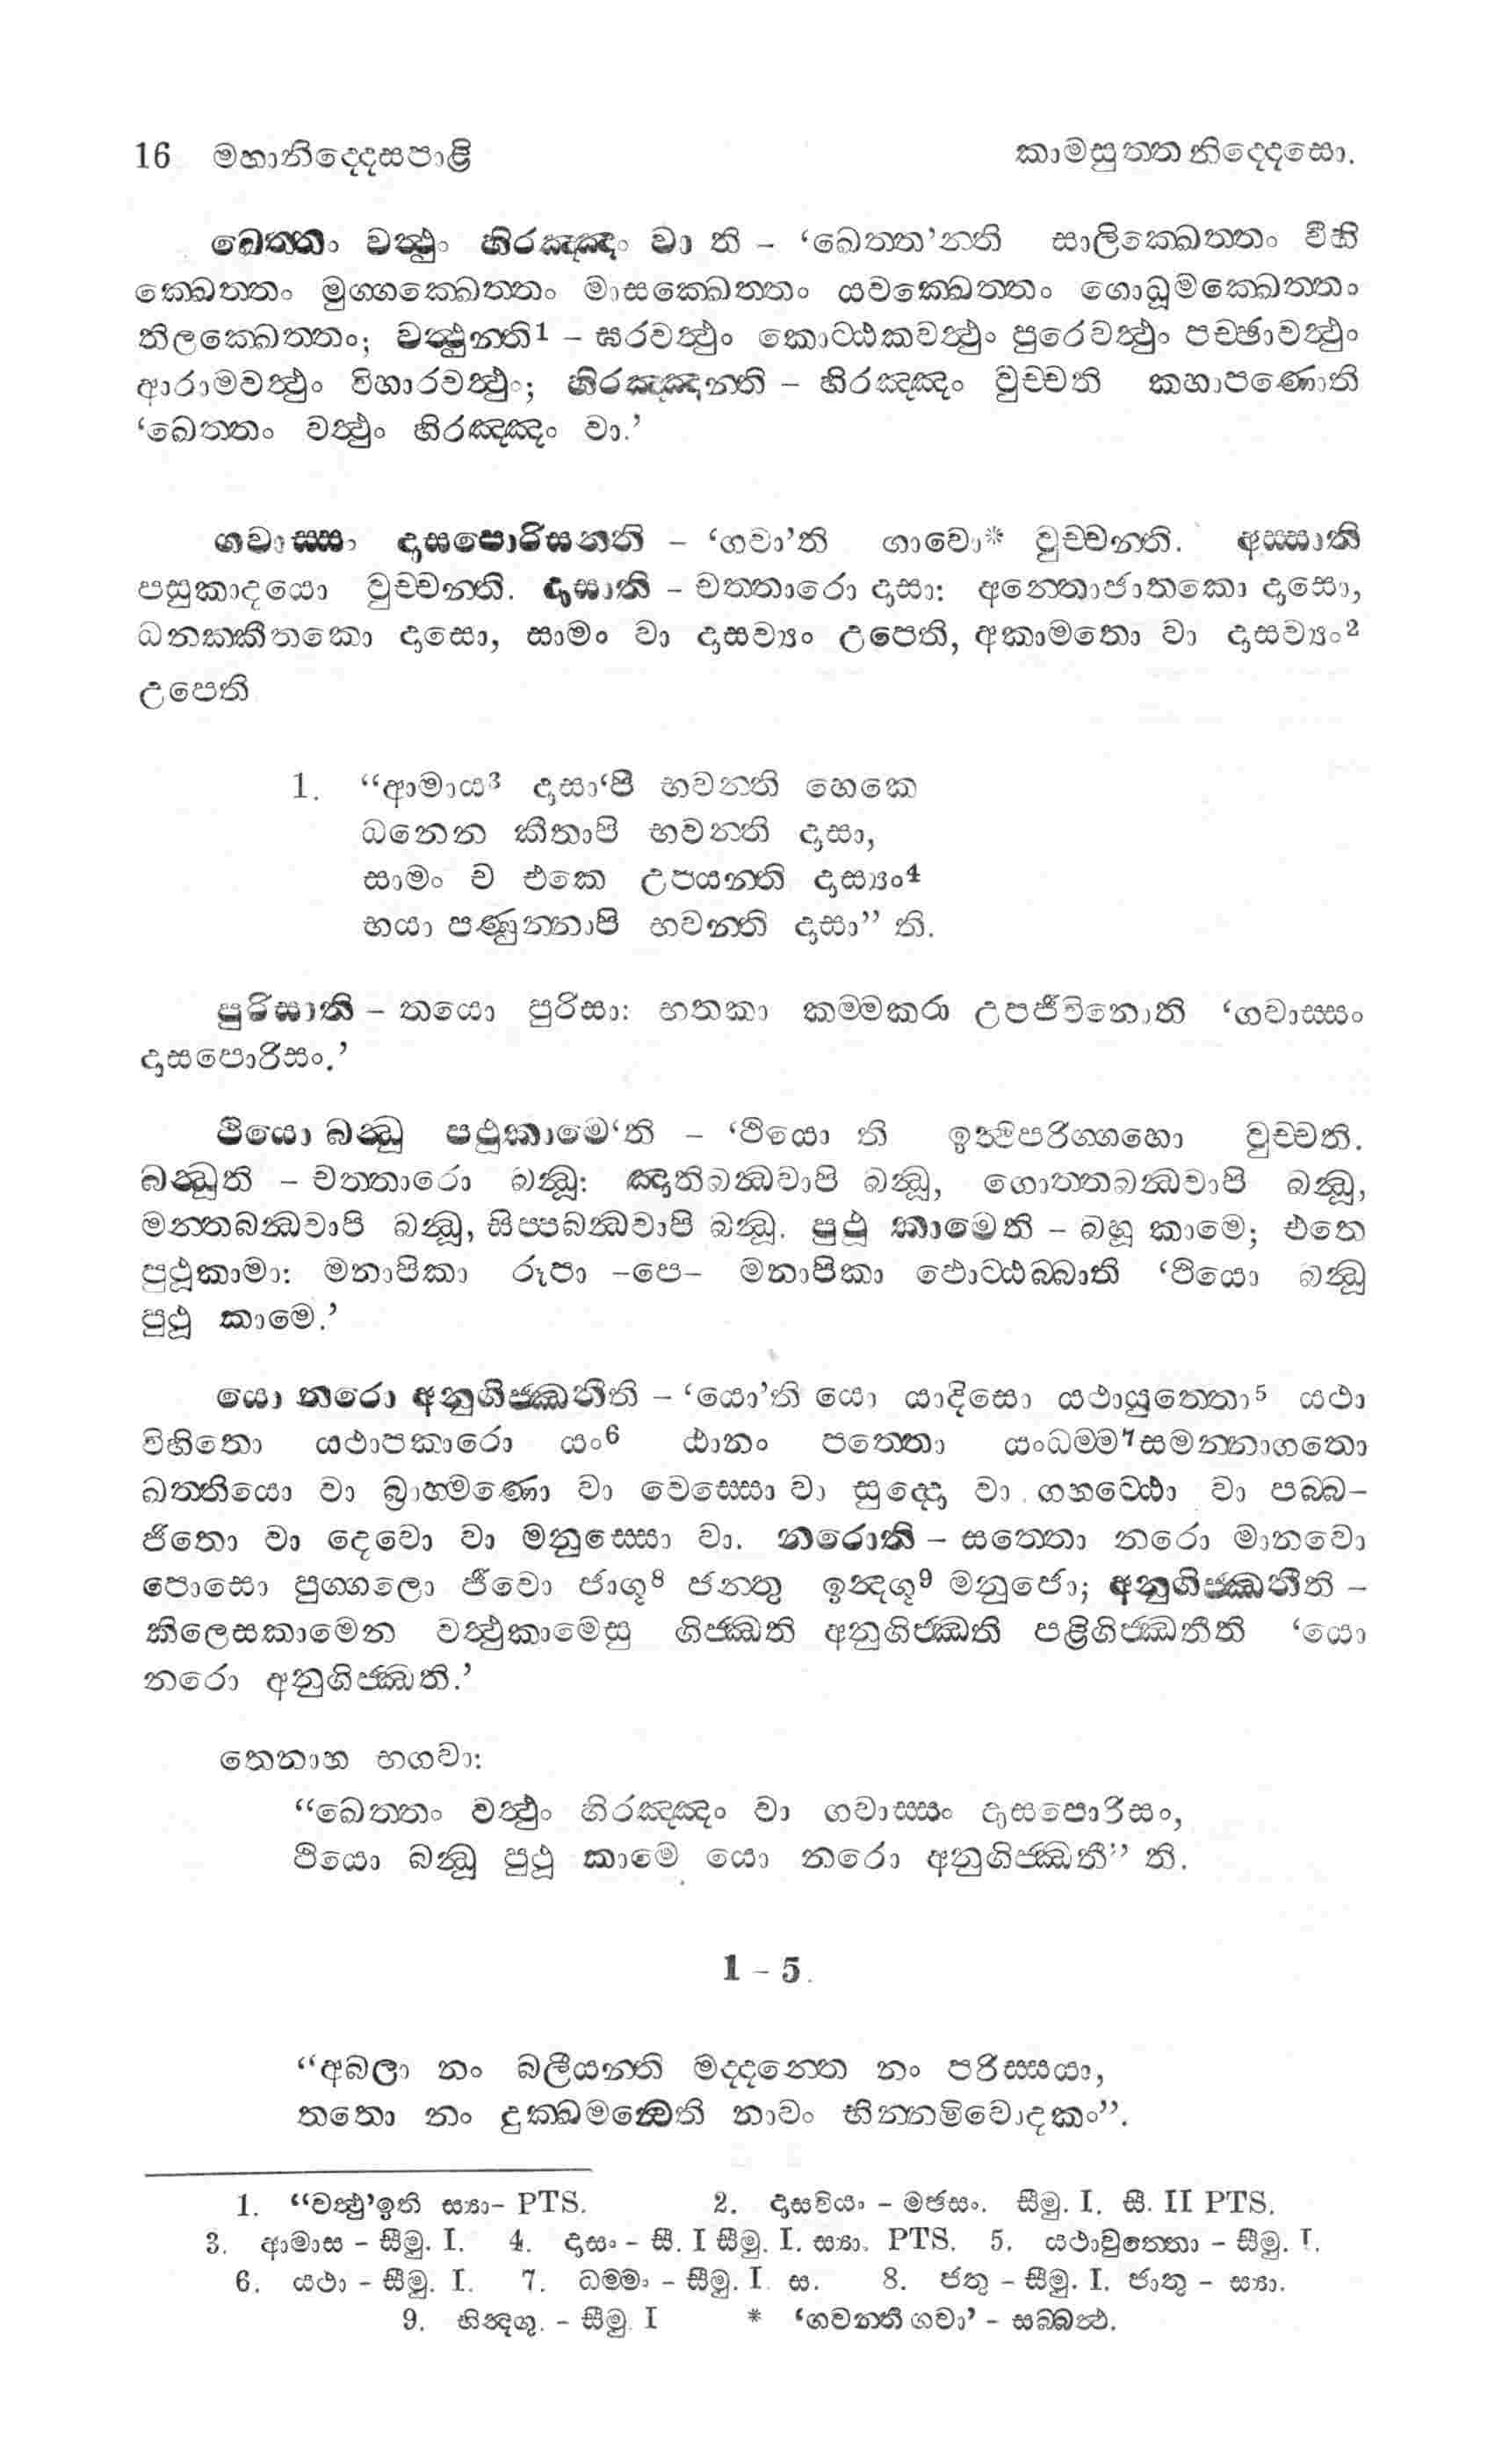 16 මහානිද්දෙසපාළි කාමසුත්ත නිද්දෙසො.
ඛෙත්තං වත්ථුං හිරඤ්ඤං වා ති – ‘ඛෙත්ත’න්ති සාලික්ඛෙත්තං වීහි
ක්ඛෙත්තං මුග්ගක්ඛෙත්තං මාසක්ඛෙත්තං යවක්ඛෙත්තං ගොධූමක්ඛෙත්තං
තිලක්ඛෙත්තං; වත්ථුන්ති1 – ඝරවත්ථුං කොට්ඨකවත්ථුං පුරෙවත්ථුං පච්ඡාවත්ථුං
ආරාමවත්ථුං විහාරවත්ථුං; හිරඤ්ඤන්ති – හිරඤ්ඤං වුච්චති කහාපණොති
‘ඛෙත්තං වත්ථුං හිරඤ්ඤං වා.’
ගවාස්සං දාසපොරිසන්ති – ‘ගවා’ති ගාවො* වුච්චන්ති. අස්සාති
පසුකාදයො වුච්චන්ති. දාසාති – චත්තාරො දාසා: අන්තොජාතකො දාසො,
ධනක්කීතකො දාසො, සාමං වා දාසව්‍යං උපෙති, අකාමතො වා දාසව්‍යං2
උපෙති
1. “ආමාය3 දාසා‘පි භවන්ති හෙකෙ
ධනෙන කීතාපි භවන්ති දාසා,
සාමං ච එකෙ උපයන්ති දාස්‍යං4
භයා පණුන්නාපි භවන්ති දාසා” ති.
පුරිසාති – තයො පුරිසා: භතකා කම්මකරා උපජීවිනොති ‘ගවාස්සං
දාසපොරිසං.’
ථියො බන්ධූ පුථූකාමෙ‘ති – ‘ථියො ති ඉත්ථිපරිග්ගහො වුච්චති.
බන්ධූති – චත්තාරො බන්ධූ: ඤාතිබන්ධවාපි බන්ධූ, ගොත්තබන්ධවාපි බන්ධූ,
මන්තබන්ධවාපි බන්ධූ, සිප්පබන්ධවාපි බන්ධූ. පුථූ කාමෙති – බහූ කාමෙ; එතෙ
පුථූකාමා: මනාපිකා රූපා –පෙ– මනාපිකා ඵොට්ඨබ්බාති ‘ථියො බන්ධූ
පුථූ කාමෙ.’
යො නරො අනුගිජ්ඣතීති – ‘යො’ති යො යාදිසො යථායුත්තො5 යථා
විහිතො යථාපකාරො යං6 ඨානං පත්තො යංධම්ම7සමන්නාගතො
ඛත්තියො වා බ්‍රාහ්මණො වා වෙස්සො වා සුද්දො වා ගහට්ඨො වා පබ්බ–
ජිතො වා දෙවො වා මනුස්සො වා. නරොති – සත්තො නරො මානවො
පොසො පුග්ගලො ජීවො ජාගූ8 ජන්තු ඉන්දගූ9 මනුජො; අනුගිජ්ඣතීති –
කිලෙසකාමෙන වත්ථුකාමෙසු ගිජ්ඣති අනුගිජ්ඣති පළිගිජ්ඣතීති ‘යො
නරො අනුගිජ්ඣති.’
තෙනාහ භගවා:
“ඛෙත්තං වත්ථුං හිරඤ්ඤං වා ගවාස්සං දාසපොරිසං,
ථියො බන්ධූ පුථූ කාමෙ යො නරො අනුගිජ්ඣතී” ති.
1 – 5.
“අබලා නං බලීයන්ති මද්දන්තෙ නං පරිස්සයා,
තතො නං දුක්ඛමන්වෙති නාවං භින්නමිවොදකං”.
1. “වත්ථු’ඉති ස්‍යා– PTS. 2. දාසවියං – මජසං. සීමු. I. සී. II PTS.
3. ආමාස – සීමු. I. 4. දාසං – සී. I සීමු. I. ස්‍යා. PTS. 5. යථාවුත්තො – සීමු. I.
6. යථා – සීමු. I. 7. ධම්මං – සීමු. I. ස. 8. ජතු – සීමු. I. ජාතු – ස්‍යා.
9. හින්දගූ. – සීමු. I * ‘ගවන්ති ගවා’ – සබ්බත්ථ.